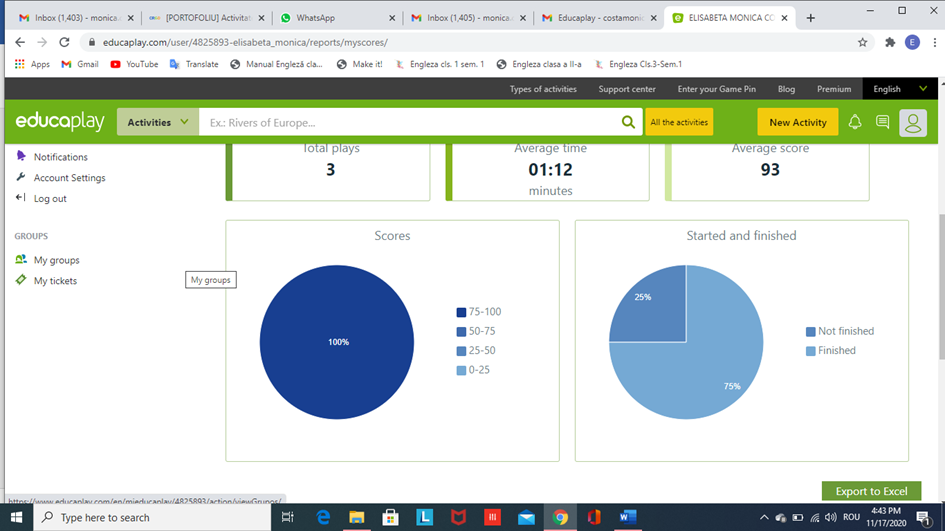 Inbox (1,403) - monica.c
[PORTOFOLIU] Activitat
WhatsApp
Inbox (1,405) - monica.c
Educaplay - costamonic
ELISABETA MONICA CO
educaplay.com/user/4825893-elisabeta_monica/reports/myscores/
E
Apps Gmail YouTube Translate Manual Engleză cla... Make it! Engleza cls. 1 sem. 1 Engleza clasa a II-a Engleza Cls.3-Sem.1
Types of activities Support center Enter your Game Pin Blog Premium English
educaplay Activities Ex.: Rivers of Europe... All the activities New Activity
Notifications
Account Settings
Log out
GROUPS
My groups
My tickets
My groups
Total plays
3
Average time
01:12
minutes
Average score
93
Scores
100%
75-100
50-75
25-50
0-25
Started and finished
25%
75%
Not finished
Finished
Export to Excel
https://www.educaplay.com/en/mieducaplay/4825893/action/viewGrupos/
Type here to search
ROU
4:43 PM
11/17/2020